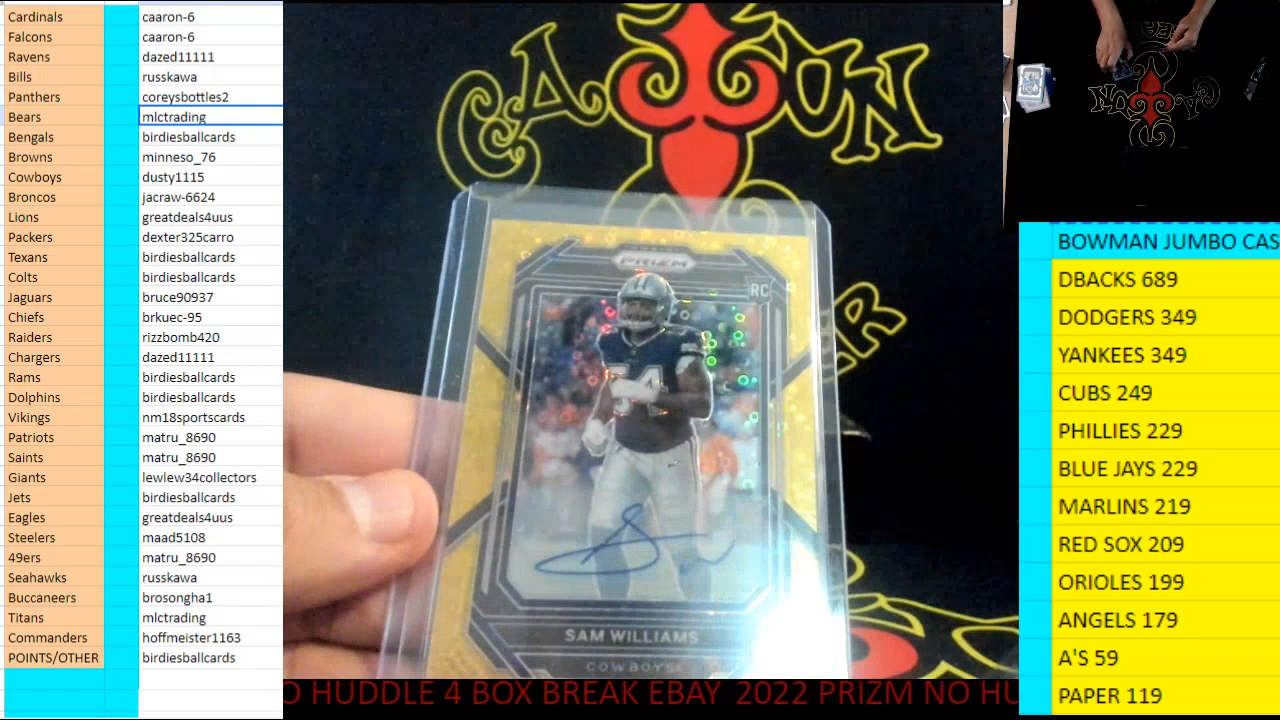 Cardinals caaron-6
Falcons caaron-6
Ravens dazed11111
Bills russkawa
Panthers coreysbottles2
Bears mlctrading
Bengals birdiesballcards
Browns minneso_76
Cowboys dusty1115
Broncos jacraw-6624
Lions greatdeals4uus
Packers dexter325carro
Texans birdiesballcards
Colts birdiesballcards
Jaguars bruce90937
Chiefs brkuec-95
Raiders rizzbomb420
Chargers dazed11111
Rams birdiesballcards
Dolphins birdiesballcards
Vikings nm18sportscards
Patriots matru_8690
Saints matru_8690
Giants lewlew34collectors
Jets birdiesballcards
Eagles greatdeals4uus
Steelers maad5108
49ers matru_8690
Seahawks russkawa
Buccaneers brosongha1
Titans mlctrading
Commanders hoffmeister1163
POINTS/OTHER birdiesballcards
PRIZM
RC
54
SAM WILLIAMS
COWBOYS
O HUDDLE 4 BOX BREAK EBAY 2022 PRIZM NO HU
BOWMAN JUMBO CAS
DBACKS 689
DODGERS 349
YANKEES 349
CUBS 249
PHILLIES 229
BLUE JAYS 229
MARLINS 219
RED SOX 209
ORIOLES 199
ANGELS 179
A'S 59
PAPER 119